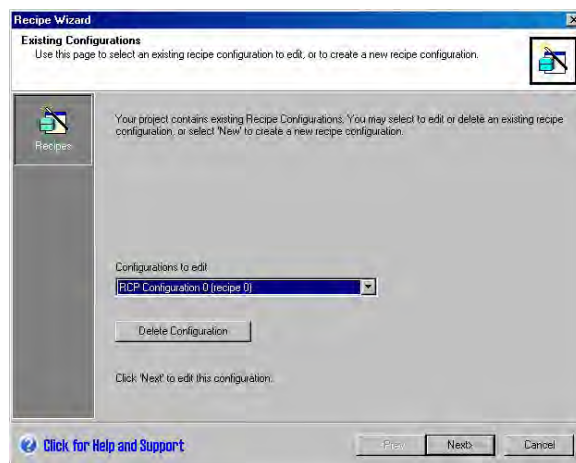 Recipe Wizard
Existing Configurations
Use this page to select an existing recipe configuration to edit, or to create a new recipe configuration.
Recipes
Your project contains existing Recipe Configurations. You may select to edit or delete an existing recipe
configuration, or select 'New' to create a new recipe configuration.
Configurations to edit
RCP Configuration 0 (recipe 0)
Delete Configuration
Click 'Next' to edit this configuration.
Click for Help and Support
Prev
Next>
Cancel